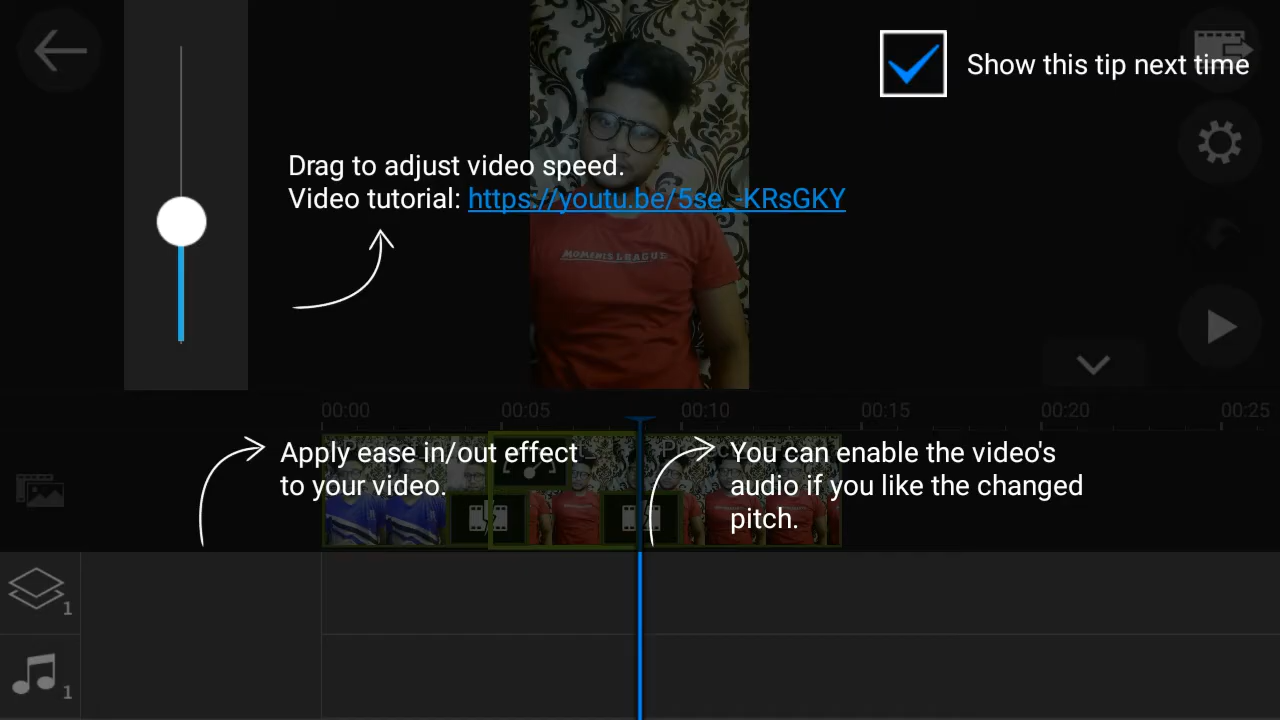 Show this tip next time
Drag to adjust video speed.
Video tutorial: https://youtu.be/5se_-KRsGKY
MOMENTS LEAGUE
00:00
00:05
00:10
00:15
00:20
00:25
Apply ease in/out effect
to your video.
You can enable the video's
audio if you like the changed
pitch.
1
1